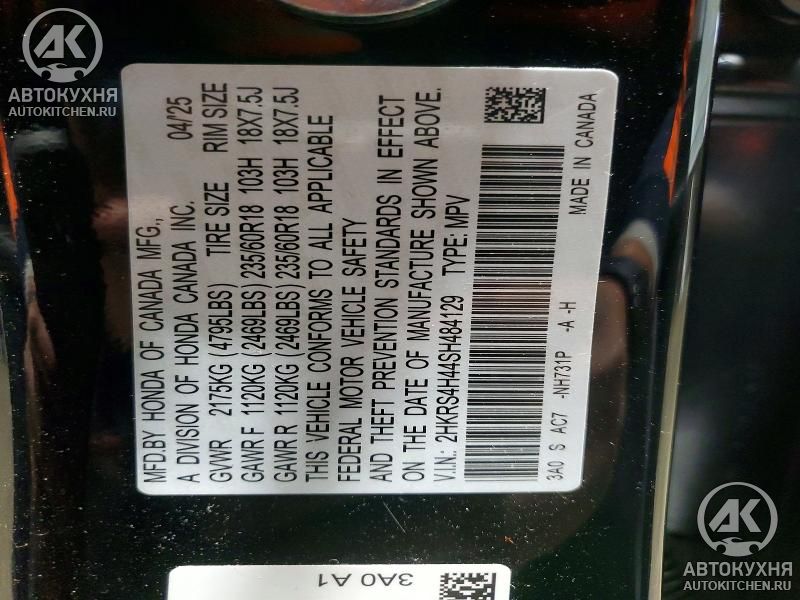 АК
АВТОКУХНЯ
AUTOKITCHEN.RU
MFD.BY HONDA OF CANADA MFG., 04/25
A DIVISION OF HONDA CANADA INC.
GVWR 2175KG (4795LBS) TIRE SIZE RIM SIZE
GAWR F 1120KG (2469LBS) 235/60R18 103H 18X7.5J
GAWR R 1120KG (2469LBS) 235/60R18 103H 18X7.5J
THIS VEHICLE CONFORMS TO ALL APPLICABLE
FEDERAL MOTOR VEHICLE SAFETY
AND THEFT PREVENTION STANDARDS IN EFFECT
ON THE DATE OF MANUFACTURE SHOWN ABOVE.
V.I.N.: 2HKRS4H44SH484129 TYPE: MPV
3A0 S AC7 -NH731P -A -H
MADE IN CANADA
3A0 A1
АК
АВТОКУХНЯ
AUTOKITCHEN.RU